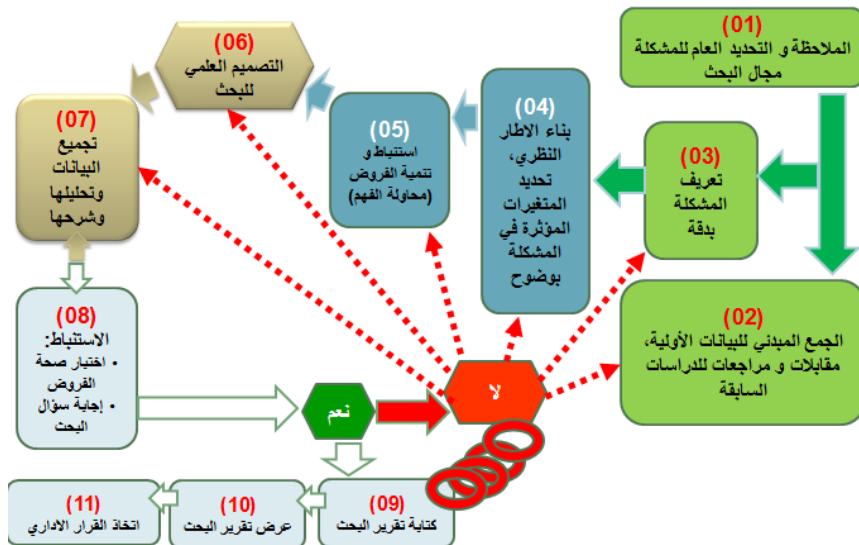 (01)
الملاحظة و التحديد العام للمشكلة
مجال البحث
(02)
الجمع المبدئي للبيانات الأولية،
مقابلات و مراجعات للدراسات
السابقة
(03)
تعريف
المشكلة
بدقة
(04)
بناء الاطار
النظري،
تحديد
المتغيرات
المؤثرة في
المشكلة
بوضوح
(05)
استنباط و
تنمية الفروض
(محاولة الفهم)
(06)
التصميم العلمي
للبحث
(07)
تجميع
البيانات
وتحليلها
وشرحها
(08)
الاستنباط:
• اختبار صحة
الفروض
• إجابة سؤال
البحث
نعم
لا
(09)
كتابة تقرير البحث
(10)
عرض تقرير البحث
(11)
اتخاذ القرار الاداري